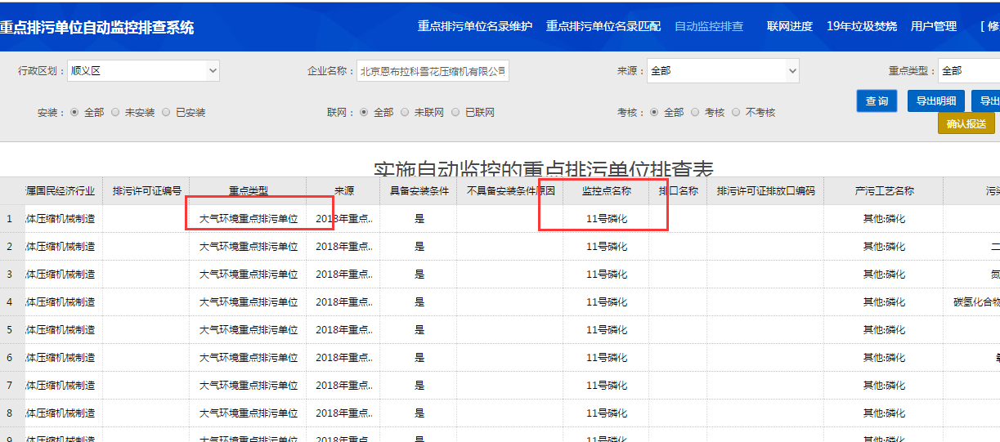 重点排污单位自动监控排查系统 重点排污单位名录维护 重点排污单位名录匹配 自动监控排查 联网进度 19年垃圾焚烧 用户管理 [ 修
行政区划： 顺义区 企业名称： 北京恩布拉科雪花压缩机有限公司 来源： 全部 重点类型： 全部
查询 导出明细 导出
安装： 全部 未安装 已安装 联网： 全部 未联网 已联网 考核： 全部 考核 不考核
确认报送
实施自动监控的重点排污单位排查表
属国民经济行业 排污许可证编号 重点类型 来源 具备安装条件 不具备安装条件原因 监控点名称 排口名称 排污许可证排放口编码 产污工艺名称 污染
1 体压缩机械制造 大气环境重点排污单位 2018年重点.. 是 11号磷化 其他:磷化
2 体压缩机械制造 大气环境重点排污单位 2018年重点.. 是 11号磷化 其他:磷化 二
3 体压缩机械制造 大气环境重点排污单位 2018年重点.. 是 11号磷化 其他:磷化 氮
4 体压缩机械制造 大气环境重点排污单位 2018年重点.. 是 11号磷化 其他:磷化 碳氢化合物
5 体压缩机械制造 大气环境重点排污单位 2018年重点.. 是 11号磷化 其他:磷化
6 体压缩机械制造 大气环境重点排污单位 2018年重点.. 是 11号磷化 其他:磷化
7 体压缩机械制造 大气环境重点排污单位 2018年重点.. 是 11号磷化 其他:磷化
8 体压缩机械制造 大气环境重点排污单位 2018年重点.. 是 11号磷化 其他:磷化
9 体压缩机械制造 大气环境重点排污单位 2018年重点.. 是 11号磷化 其他:磷化